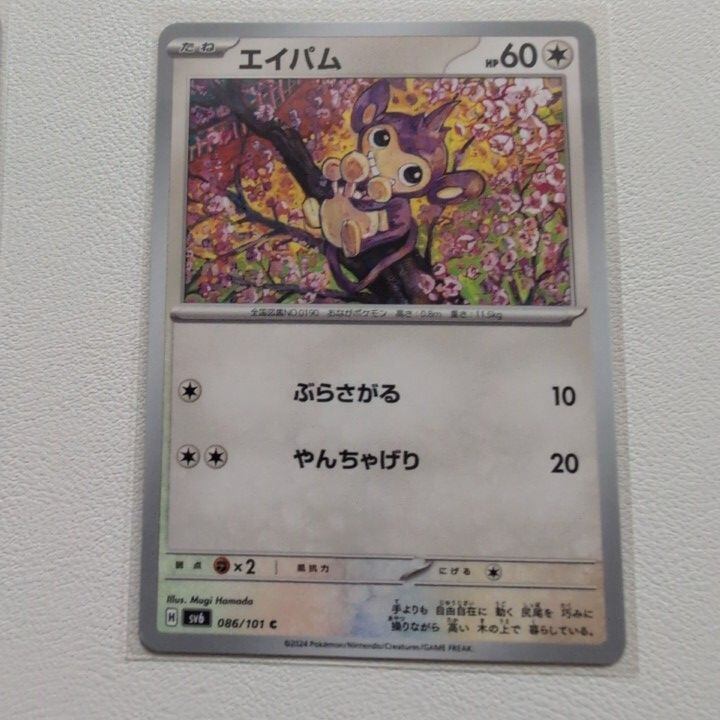 たね エイパム HP60
全国図鑑NO.0190 おながポケモン 高さ：0.8m 重さ：11.5kg
ぶらさがる 10
やんちゃげり 20
弱点 ×2 抵抗力 にげる
Illus. Mugi Hamada
H sv6 086/101 C
手よりも 自由自在に 動く 尻尾を 巧みに
操りながら 高い 木の上で 暮らしている。
©2024 Pokémon/Nintendo/Creatures/GAME FREAK.